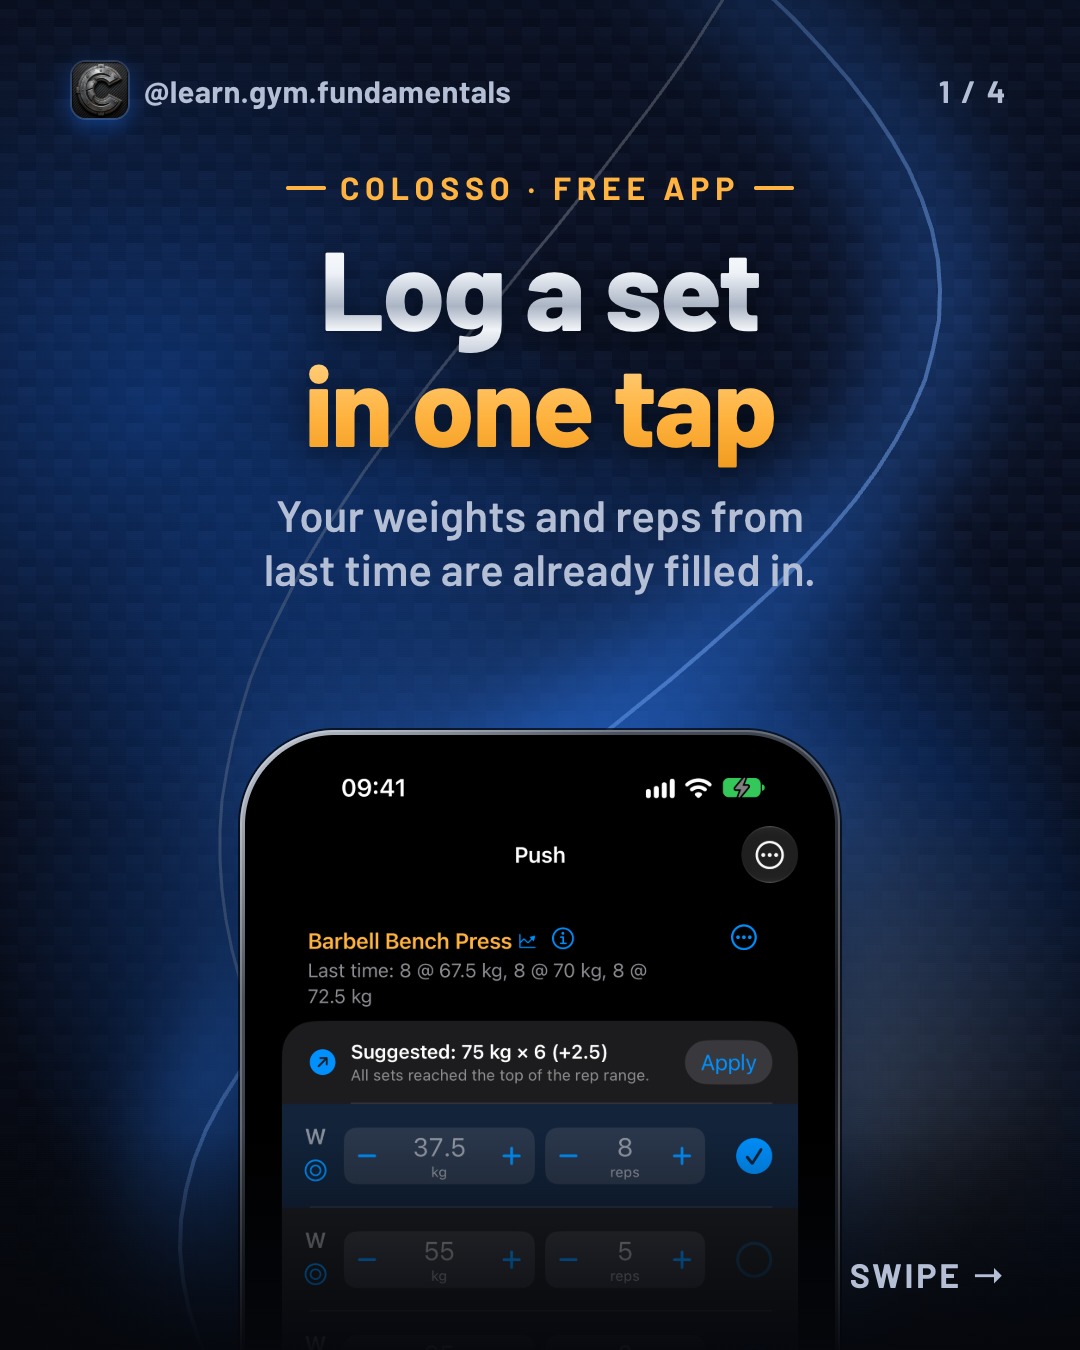 @learn.gym.fundamentals
1 / 4
COLOSSO · FREE APP
Log a set
in one tap
Your weights and reps from
last time are already filled in.
09:41
Push
Barbell Bench Press
Last time: 8 @ 67.5 kg, 8 @ 70 kg, 8 @
72.5 kg
Suggested: 75 kg × 6 (+2.5)
All sets reached the top of the rep range.
Apply
W
37.5
kg
8
reps
W
55
kg
5
reps
SWIPE →
W